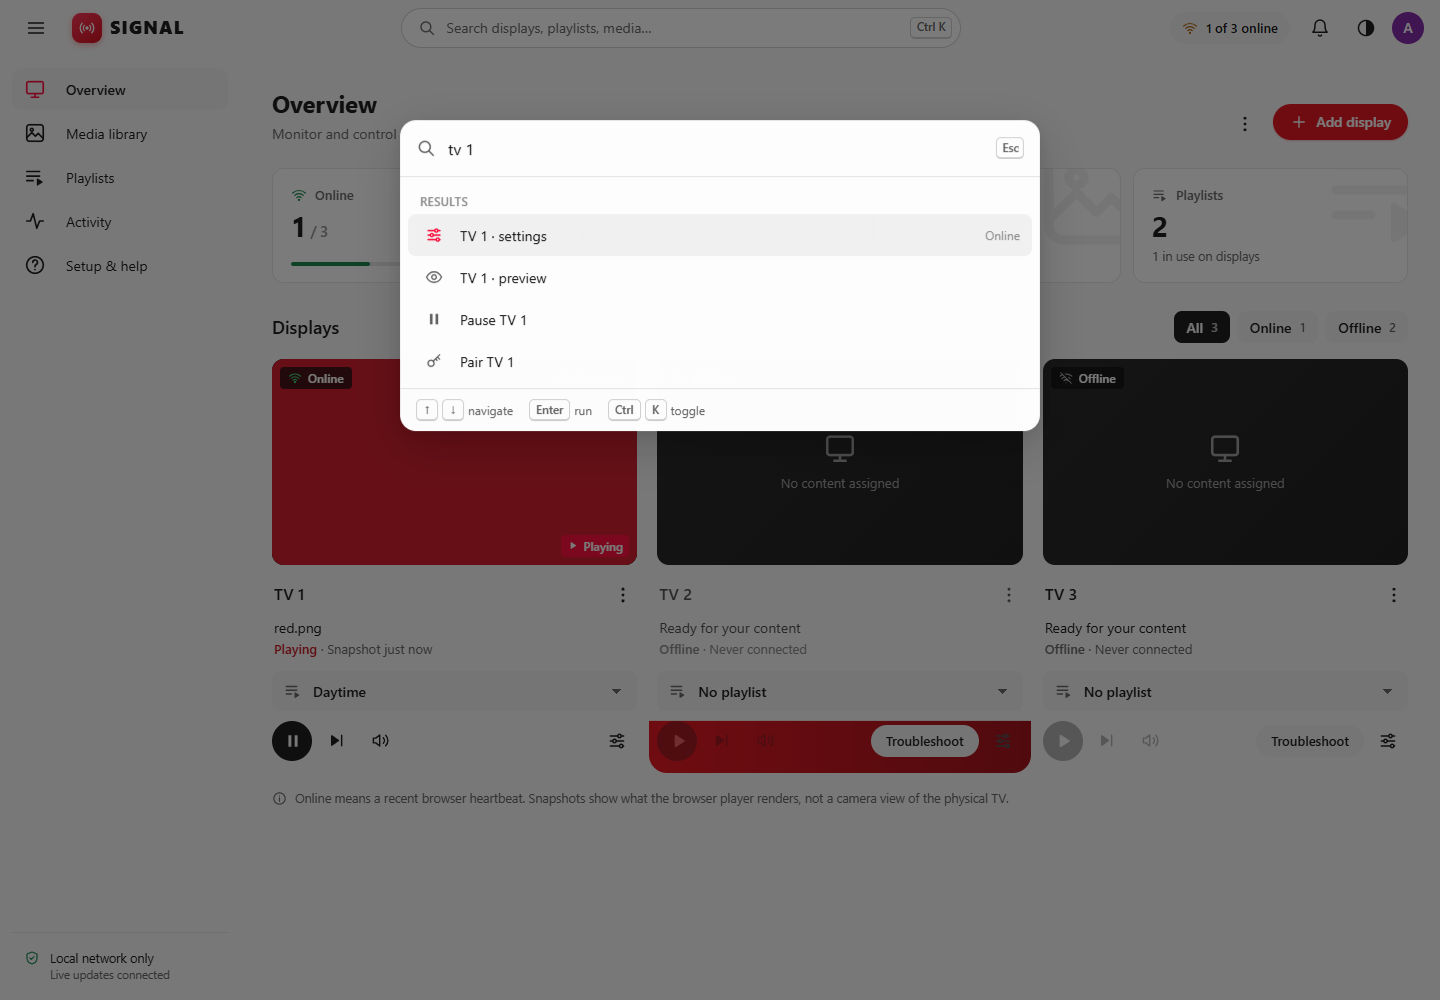 SIGNAL
Search displays, playlists, media...
Ctrl K
1 of 3 online
A
Overview
Media library
Playlists
Activity
Setup & help
Local network only
Live updates connected
Overview
Monitor and control
Add display
Online
1 / 3
Playlists
2
1 in use on displays
tv 1
Esc
RESULTS
TV 1 · settings
Online
TV 1 · preview
Pause TV 1
Pair TV 1
↑ ↓ navigate Enter run Ctrl K toggle
Displays
All 3
Online 1
Offline 2
Online
Playing
TV 1
red.png
Playing · Snapshot just now
Daytime
No content assigned
TV 2
Ready for your content
Offline · Never connected
No playlist
Troubleshoot
Offline
No content assigned
TV 3
Ready for your content
Offline · Never connected
No playlist
Troubleshoot
Online means a recent browser heartbeat. Snapshots show what the browser player renders, not a camera view of the physical TV.